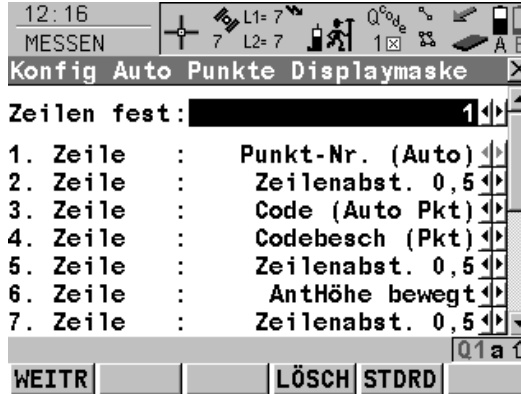 12:16 L1= 7 Qcode
MESSEN 7 L2= 7 1 A B
Konfig Auto Punkte Displaymaske X
Zeilen fest: 1
1. Zeile : Punkt-Nr. (Auto)
2. Zeile : Zeilenabst. 0,5
3. Zeile : Code (Auto Pkt)
4. Zeile : Codebesch (Pkt)
5. Zeile : Zeilenabst. 0,5
6. Zeile : AntHöhe bewegt
7. Zeile : Zeilenabst. 0,5
Q1 a ⇧
WEITR LÖSCH STDRD